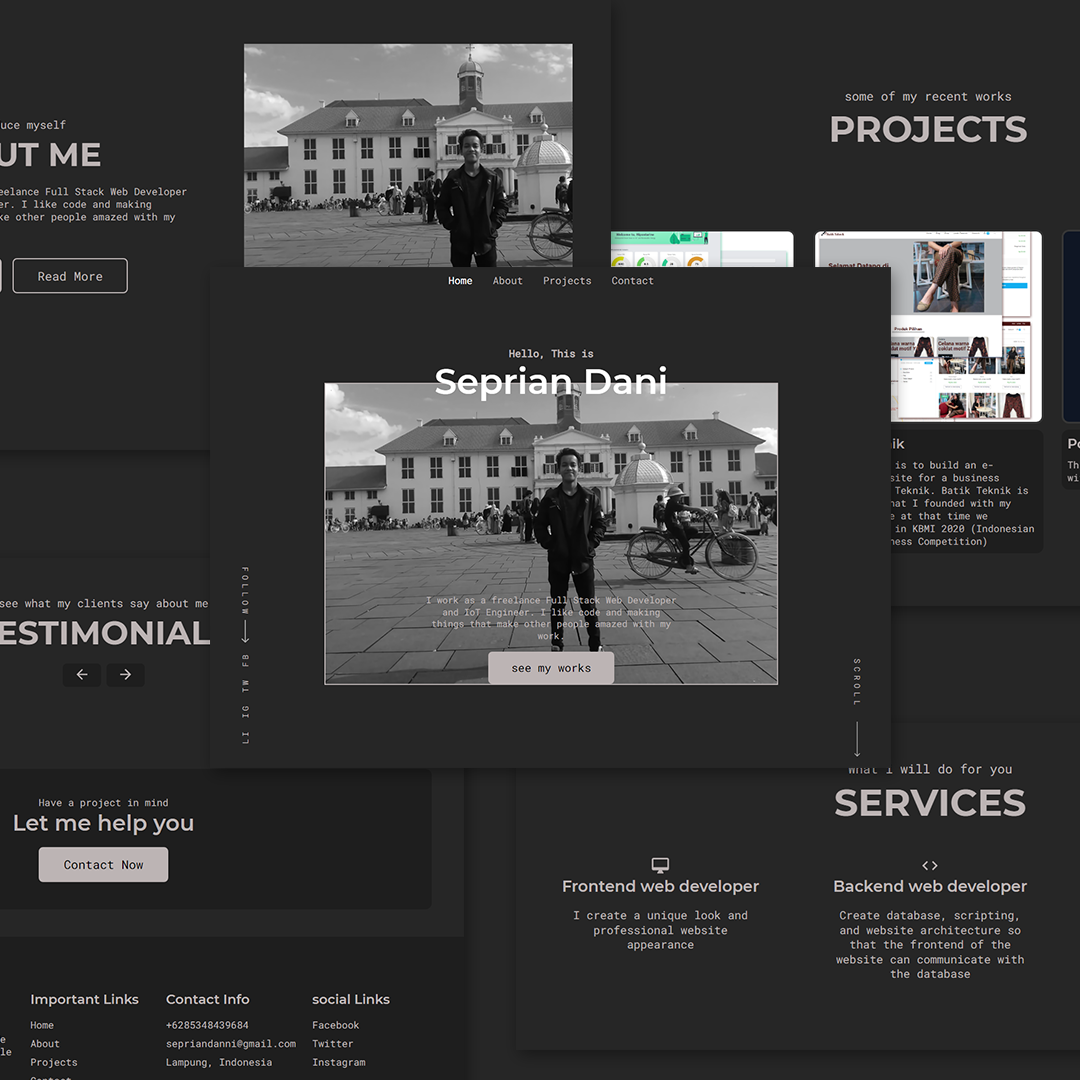 uce myself
UT ME
eelance Full Stack Web Developer
er. I like code and making
ke other people amazed with my
Read More
some of my recent works
PROJECTS
Home About Projects Contact
Hello, This is
Seprian Dani
I work as a freelance Full Stack Web Developer
and IoT Engineer. I like code and making
things that make other people amazed with my
work.
see my works
FOLLOW
FB
TW
IG
LI
SCROLL
Selamat Datang di
Produk Pilihan
ik
is to build an e-
site for a business
Teknik. Batik Teknik is
hat I founded with my
e at that time we
in KBMI 2020 (Indonesian
ness Competition)
Po
Th
wi
see what my clients say about me
ESTIMONIAL
Have a project in mind
Let me help you
Contact Now
What i will do for you
SERVICES
Frontend web developer
I create a unique look and
professional website
appearance
Backend web developer
Create database, scripting,
and website architecture so
that the frontend of the
website can communicate with
the database
e
le
Important Links
Home
About
Projects
Contact
Contact Info
+6285348439684
sepriandanni@gmail.com
Lampung, Indonesia
social Links
Facebook
Twitter
Instagram